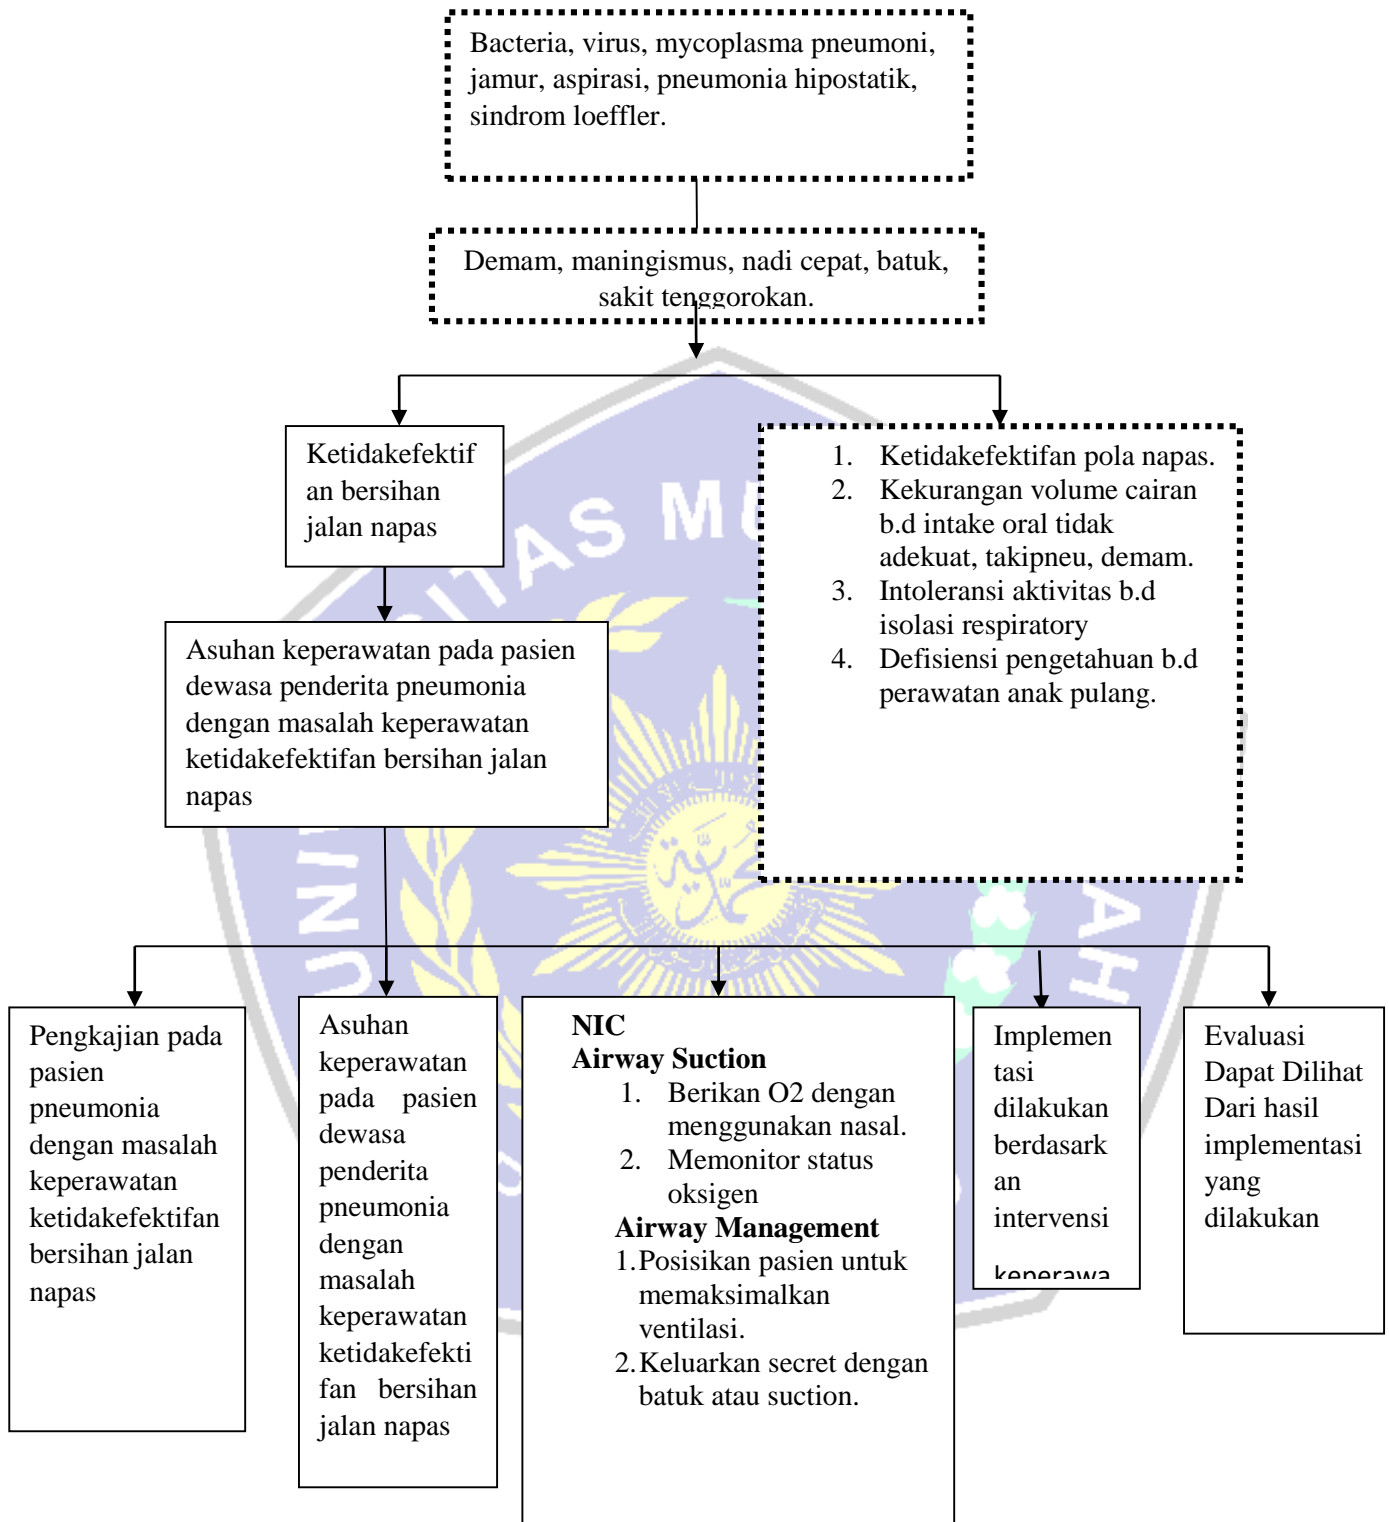 Bacteria, virus, mycoplasma pneumoni,
jamur, aspirasi, pneumonia hipostatik,
sindrom loeffler.
Demam, maningismus, nadi cepat, batuk,
sakit tenggorokan.
Ketidakefektif
an bersihan
jalan napas
1. Ketidakefektifan pola napas.
2. Kekurangan volume cairan
b.d intake oral tidak
adekuat, takipneu, demam.
3. Intoleransi aktivitas b.d
isolasi respiratory
4. Defisiensi pengetahuan b.d
perawatan anak pulang.
Asuhan keperawatan pada pasien
dewasa penderita pneumonia
dengan masalah keperawatan
ketidakefektifan bersihan jalan
napas
Pengkajian pada
pasien
pneumonia
dengan masalah
keperawatan
ketidakefektifan
bersihan jalan
napas
Asuhan
keperawatan
pada pasien
dewasa
penderita
pneumonia
dengan
masalah
keperawatan
ketidakefekti
fan bersihan
jalan napas
NIC
Airway Suction
1. Berikan O2 dengan
menggunakan nasal.
2. Memonitor status
oksigen
Airway Management
1. Posisikan pasien untuk
memaksimalkan
ventilasi.
2. Keluarkan secret dengan
batuk atau suction.
Implemen
tasi
dilakukan
berdasark
an
intervensi
keperawa
Evaluasi
Dapat Dilihat
Dari hasil
implementasi
yang
dilakukan